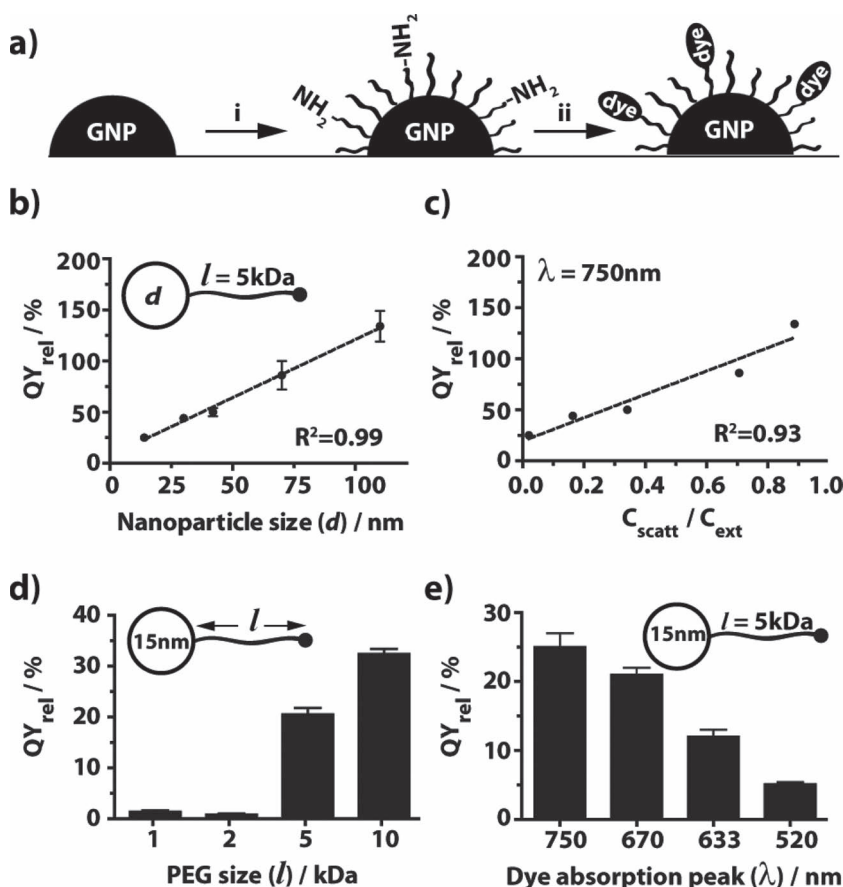 a)
GNP
i
NH2
-NH2
-NH2
GNP
ii
dye
dye
dye
GNP
b)
QYrel / %
200
150
100
50
0
d
l = 5kDa
R2=0.99
0 25 50 75 100
Nanoparticle size (d) / nm
c)
QYrel / %
200
150
100
50
0
λ = 750nm
R2=0.93
0.0 0.2 0.4 0.6 0.8 1.0
Cscatt / Cext
d)
QYrel / %
40
30
20
10
0
15nm
l
1 2 5 10
PEG size (l) / kDa
e)
QYrel / %
30
20
10
0
15nm
l = 5kDa
750 670 633 520
Dye absorption peak (λ) / nm